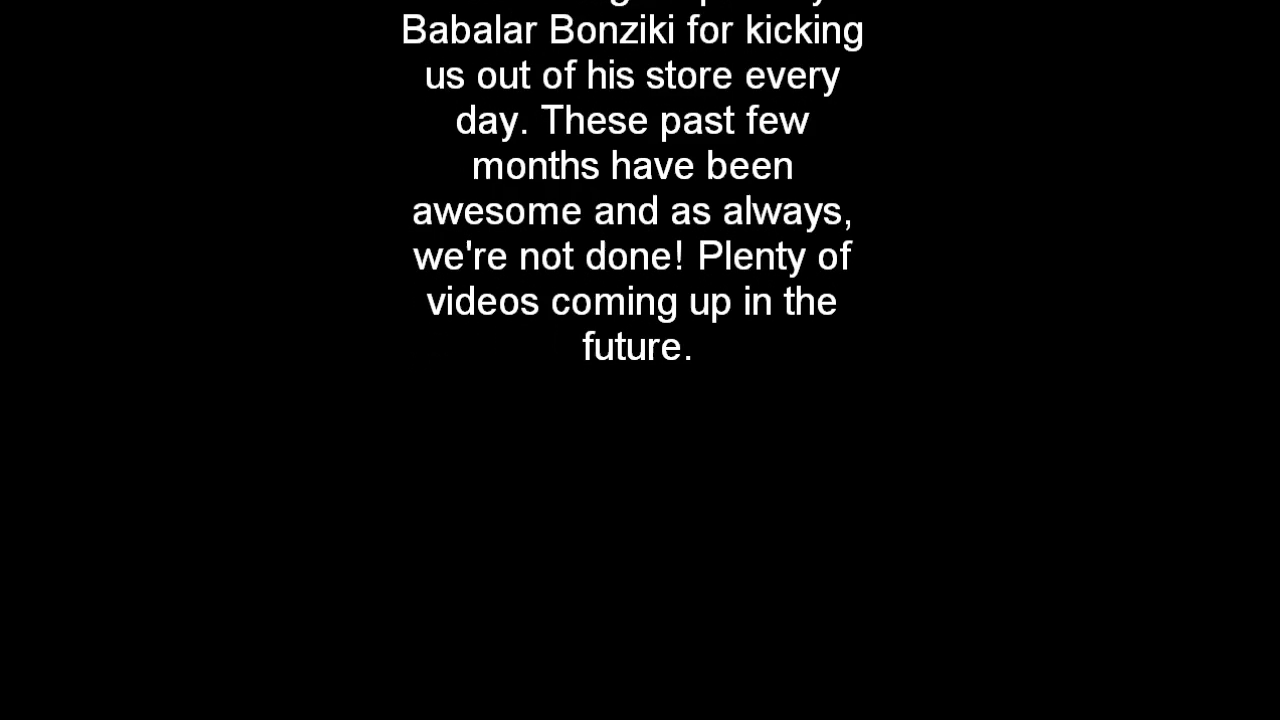 Babalar Bonziki for kicking
us out of his store every
day. These past few
months have been
awesome and as always,
we're not done! Plenty of
videos coming up in the
future.